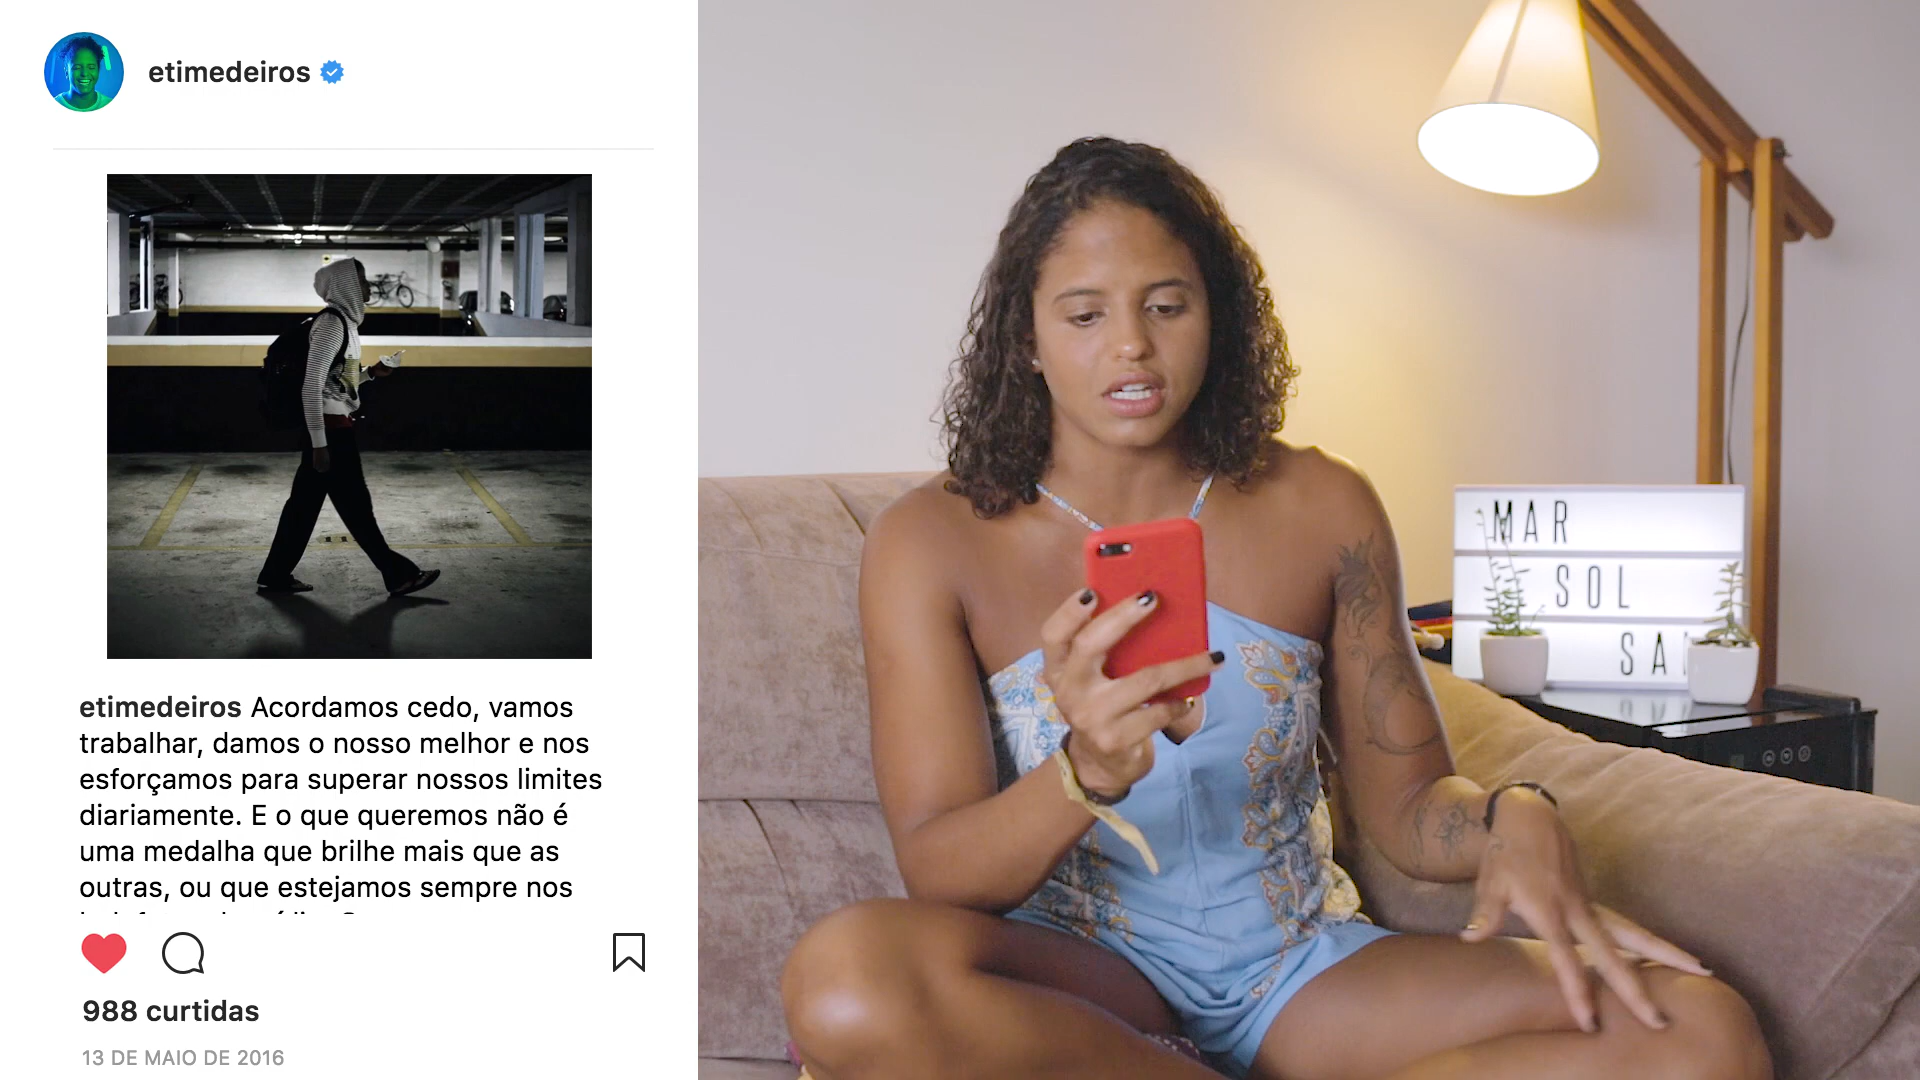 etimedeiros
etimedeiros Acordamos cedo, vamos
trabalhar, damos o nosso melhor e nos
esforçamos para superar nossos limites
diariamente. E o que queremos não é
uma medalha que brilhe mais que as
outras, ou que estejamos sempre nos
988 curtidas
13 DE MAIO DE 2016
MAR
SOL
SA